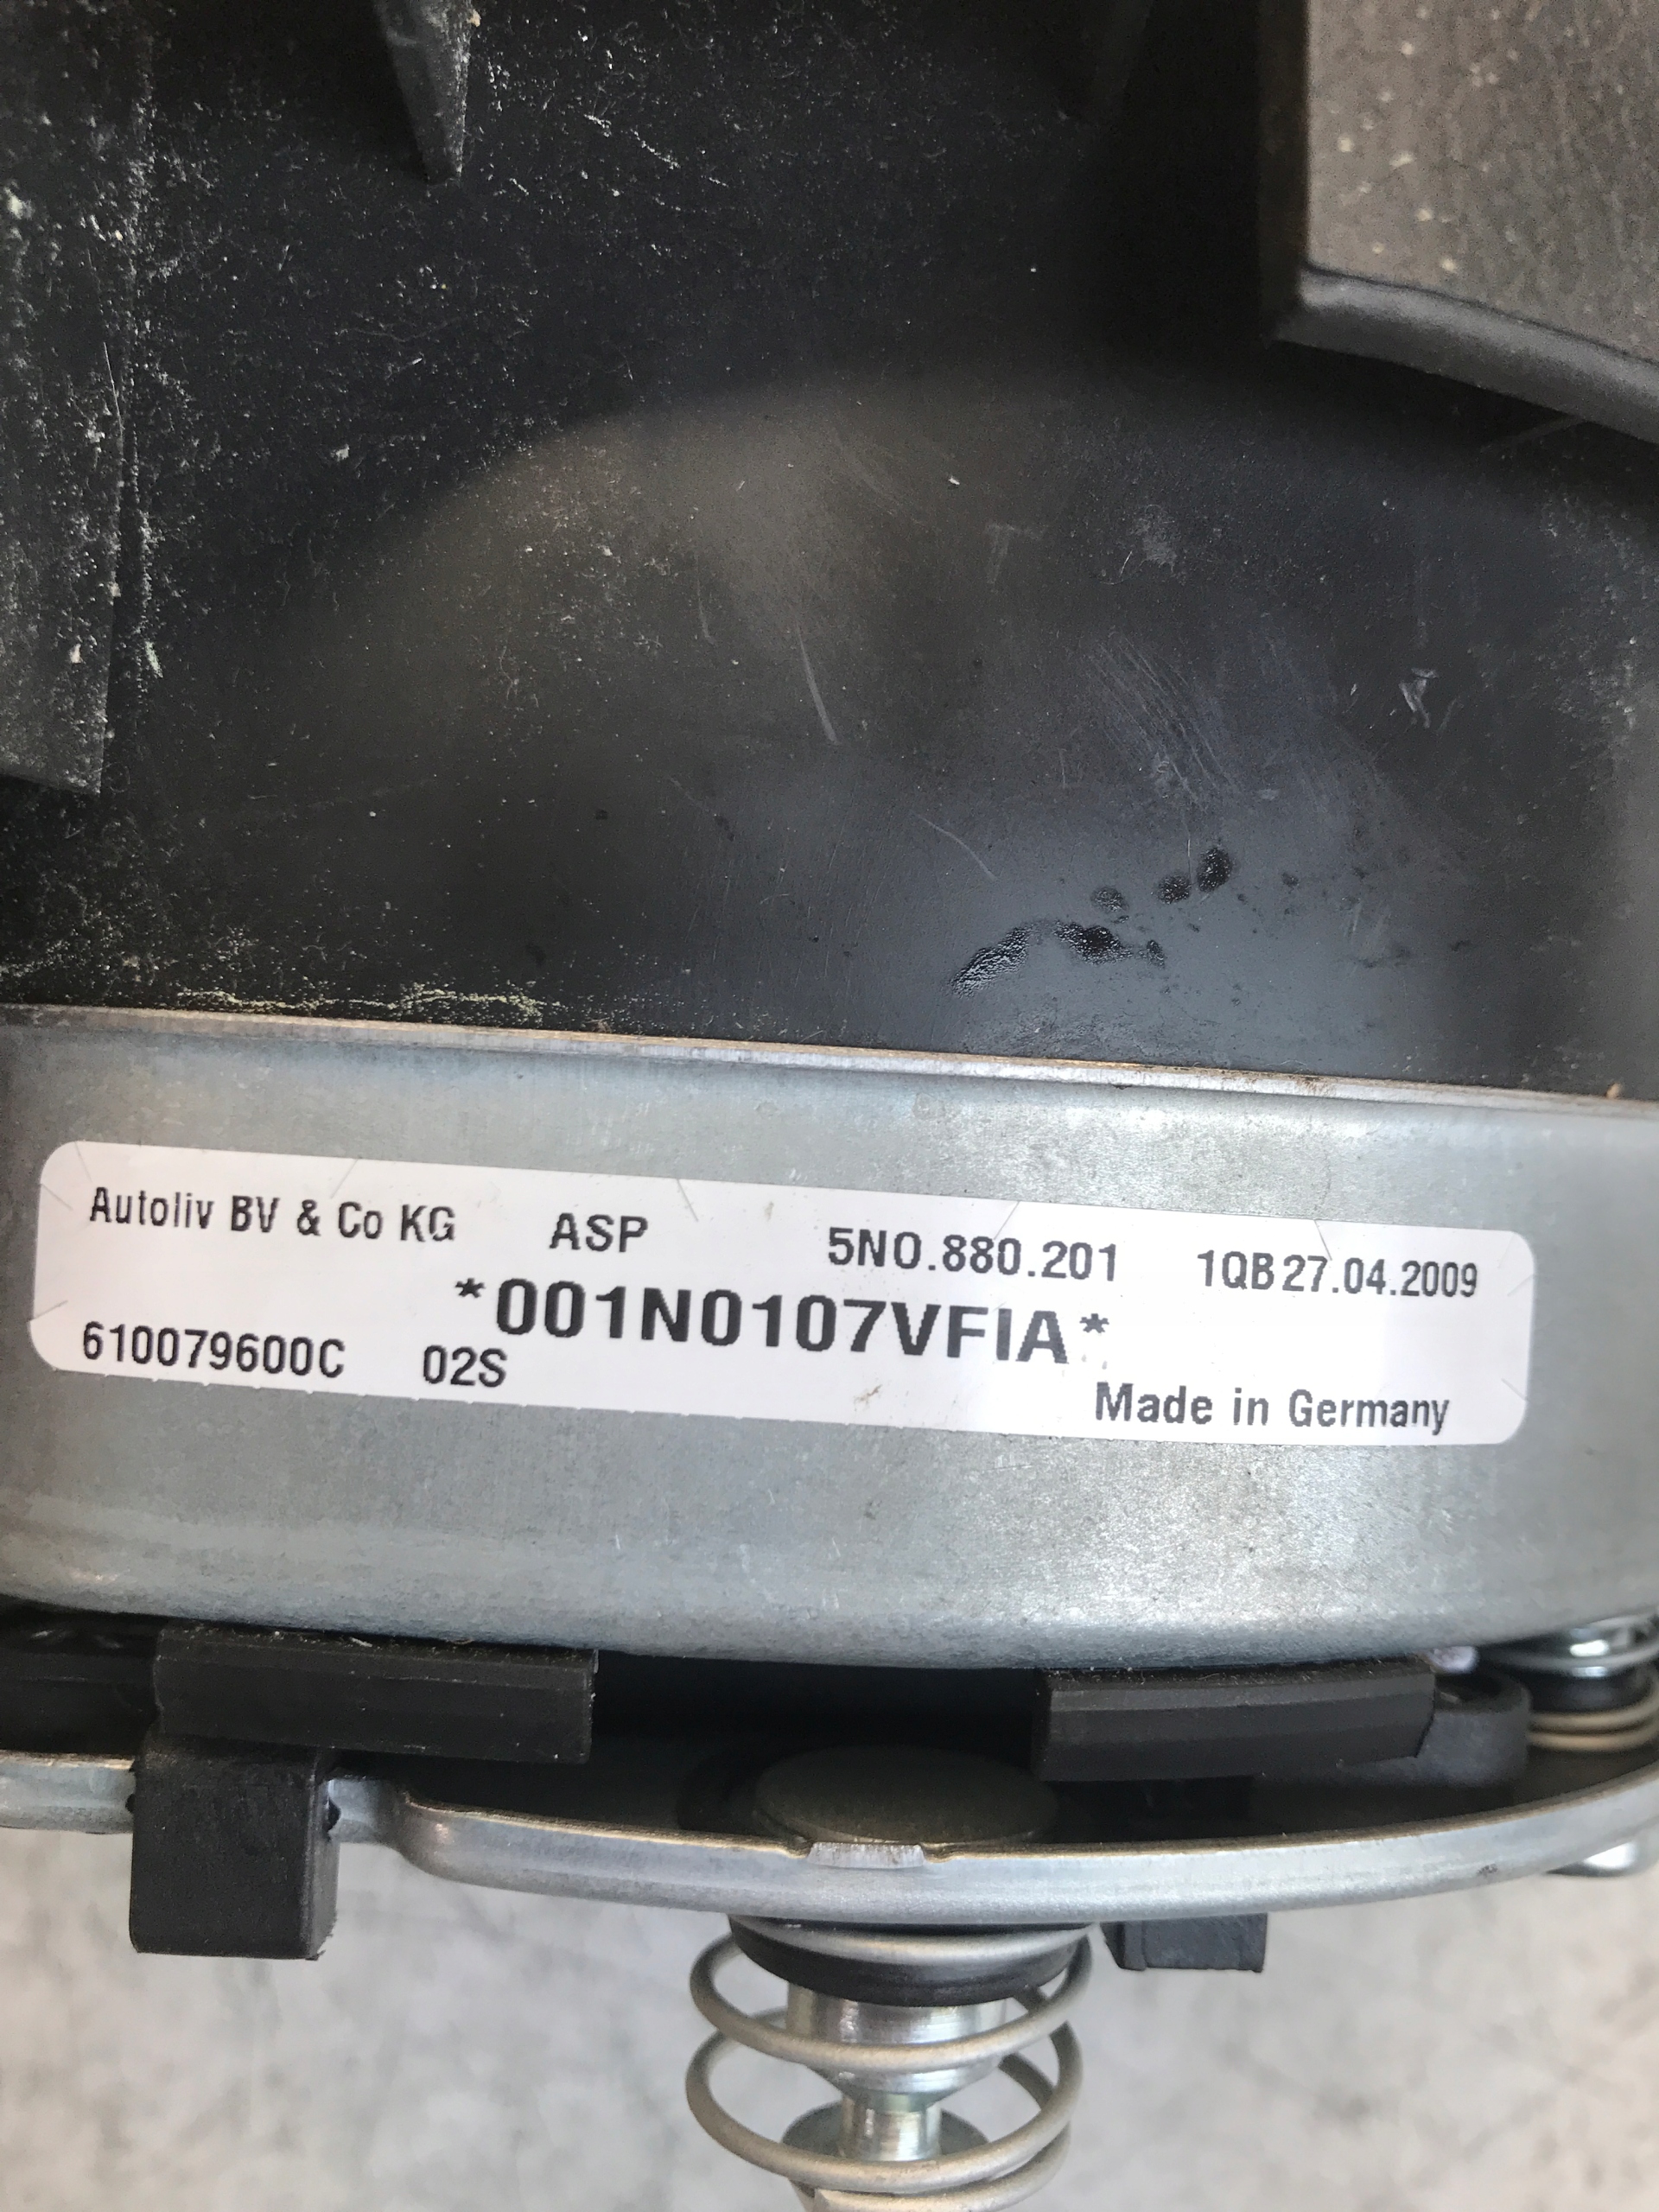 Autoliv BV & Co KG ASP 5N0.880.201 1QB 27.04.2009
*001N0107VFIA*
610079600C 02S
Made in Germany